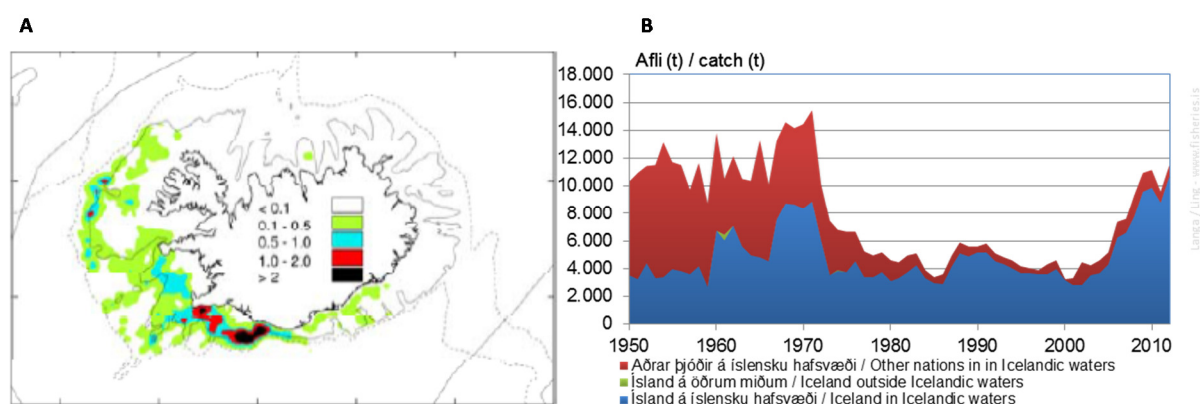 A
< 0.1
0.1 - 0.5
0.5 - 1.0
1.0 - 2.0
> 2
B
Afli (t) / catch (t)
18.000
16.000
14.000
12.000
10.000
8.000
6.000
4.000
2.000
0
1950 1960 1970 1980 1990 2000 2010
Aðrar þjóðir á íslensku hafsvæði / Other nations in in Icelandic waters
Ísland á öðrum miðum / Iceland outside Icelandic waters
Ísland á íslensku hafsvæði / Iceland in Icelandic waters
Langa / Ling - www.fisheries.is